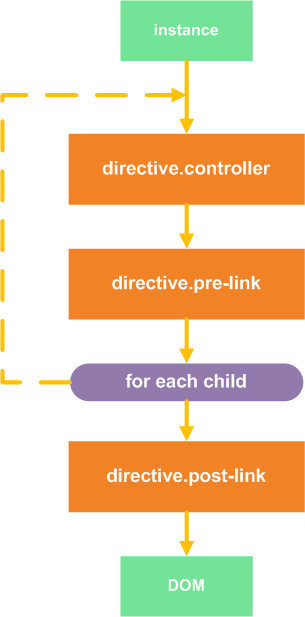 instance
directive.controller
directive.pre-link
for each child
directive.post-link
DOM